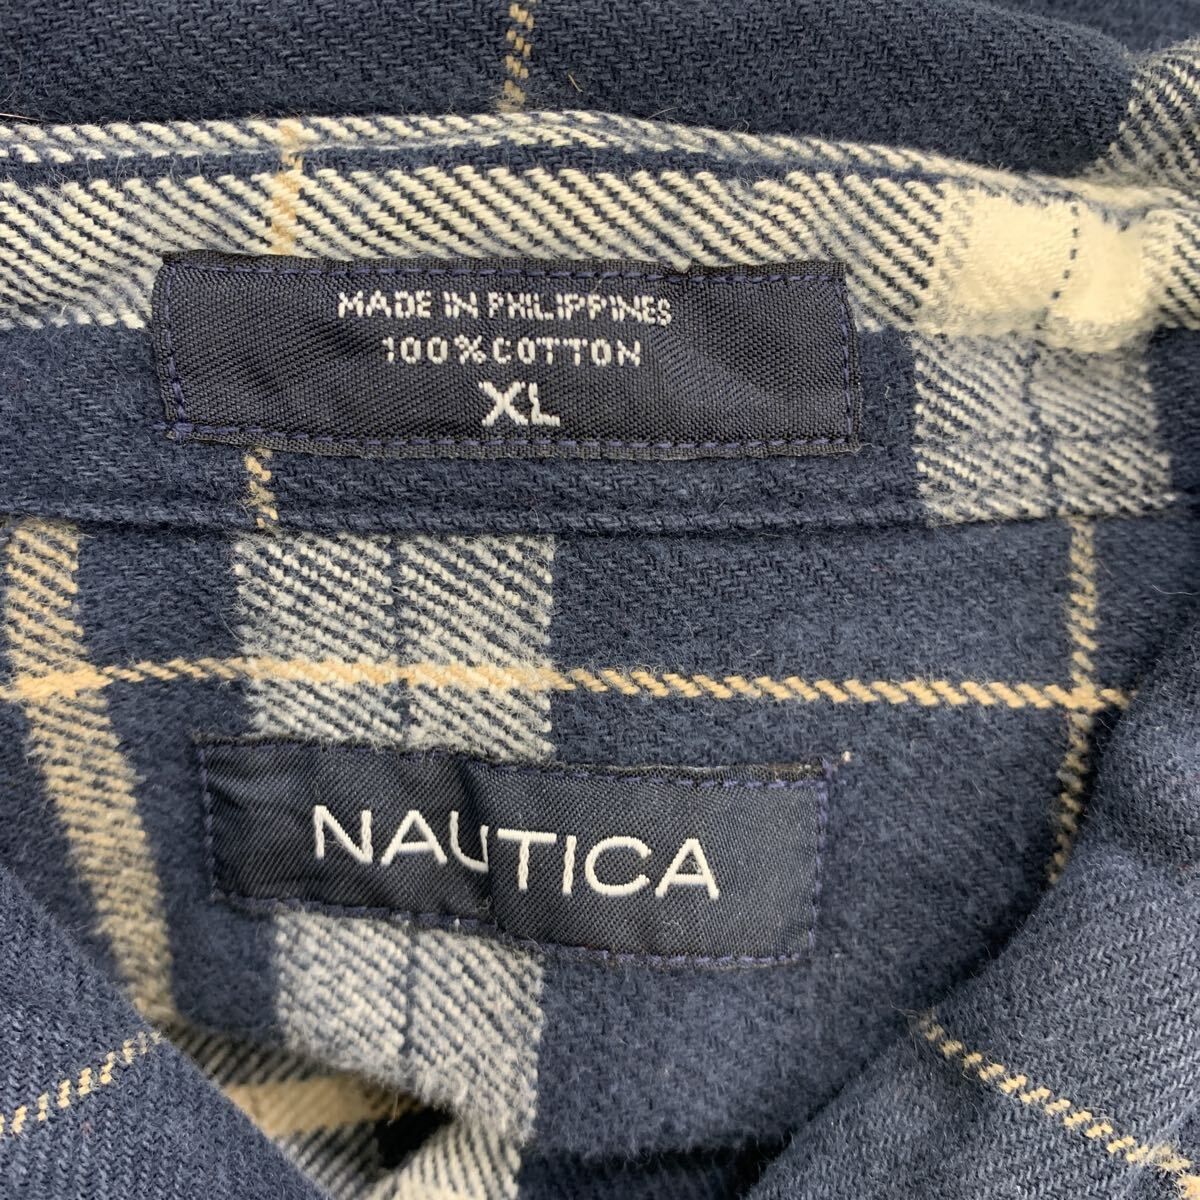 MADE IN PHILIPPINES
100% COTTON
XL
NAUTICA